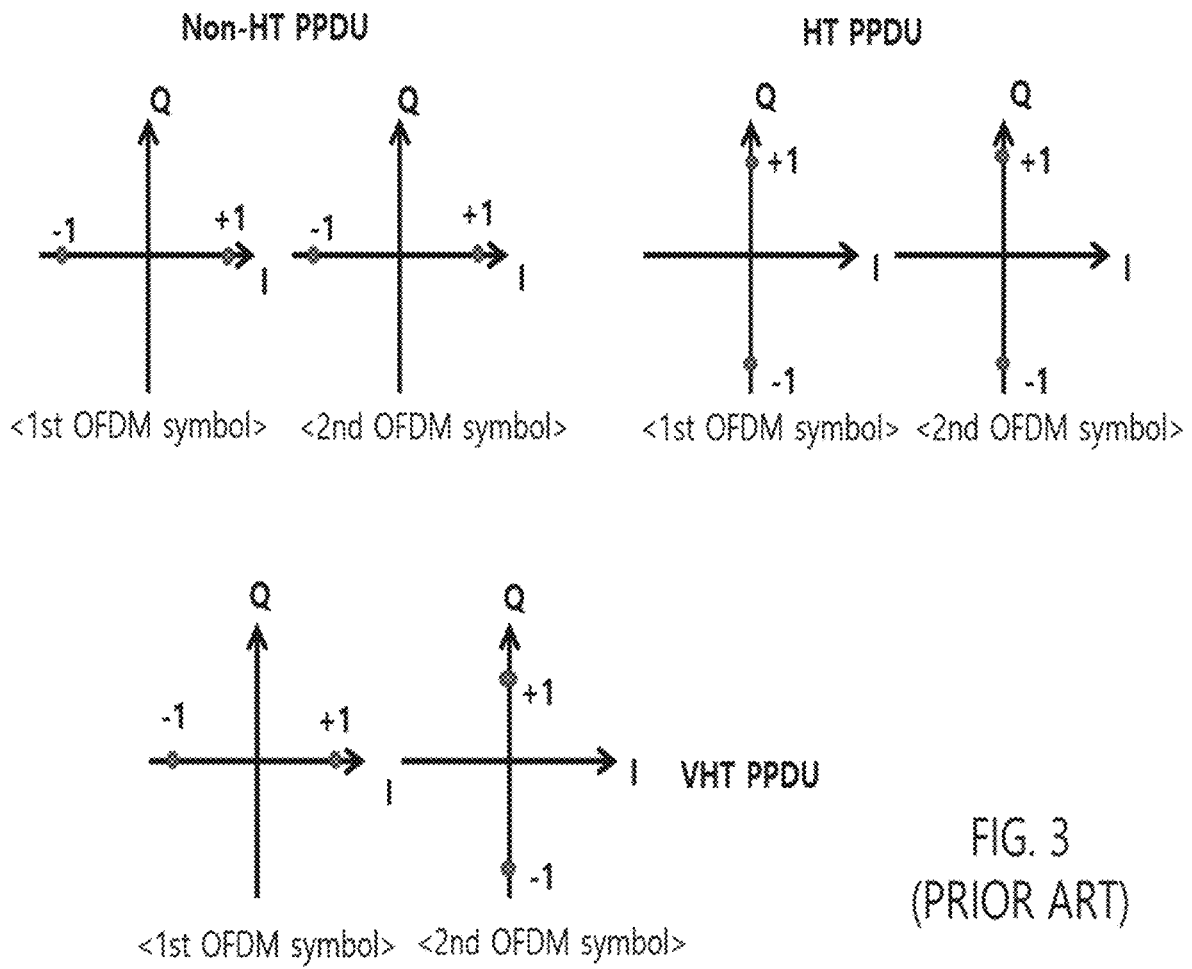 Non-HT PPDU
HT PPDU
Q
Q
Q
Q
-1
+1
I
-1
+1
I
+1
I
-1
+1
I
-1
<1st OFDM symbol>
<2nd OFDM symbol>
<1st OFDM symbol>
<2nd OFDM symbol>
Q
Q
-1
+1
I
+1
I
-1
VHT PPDU
<1st OFDM symbol>
<2nd OFDM symbol>
FIG. 3
(PRIOR ART)